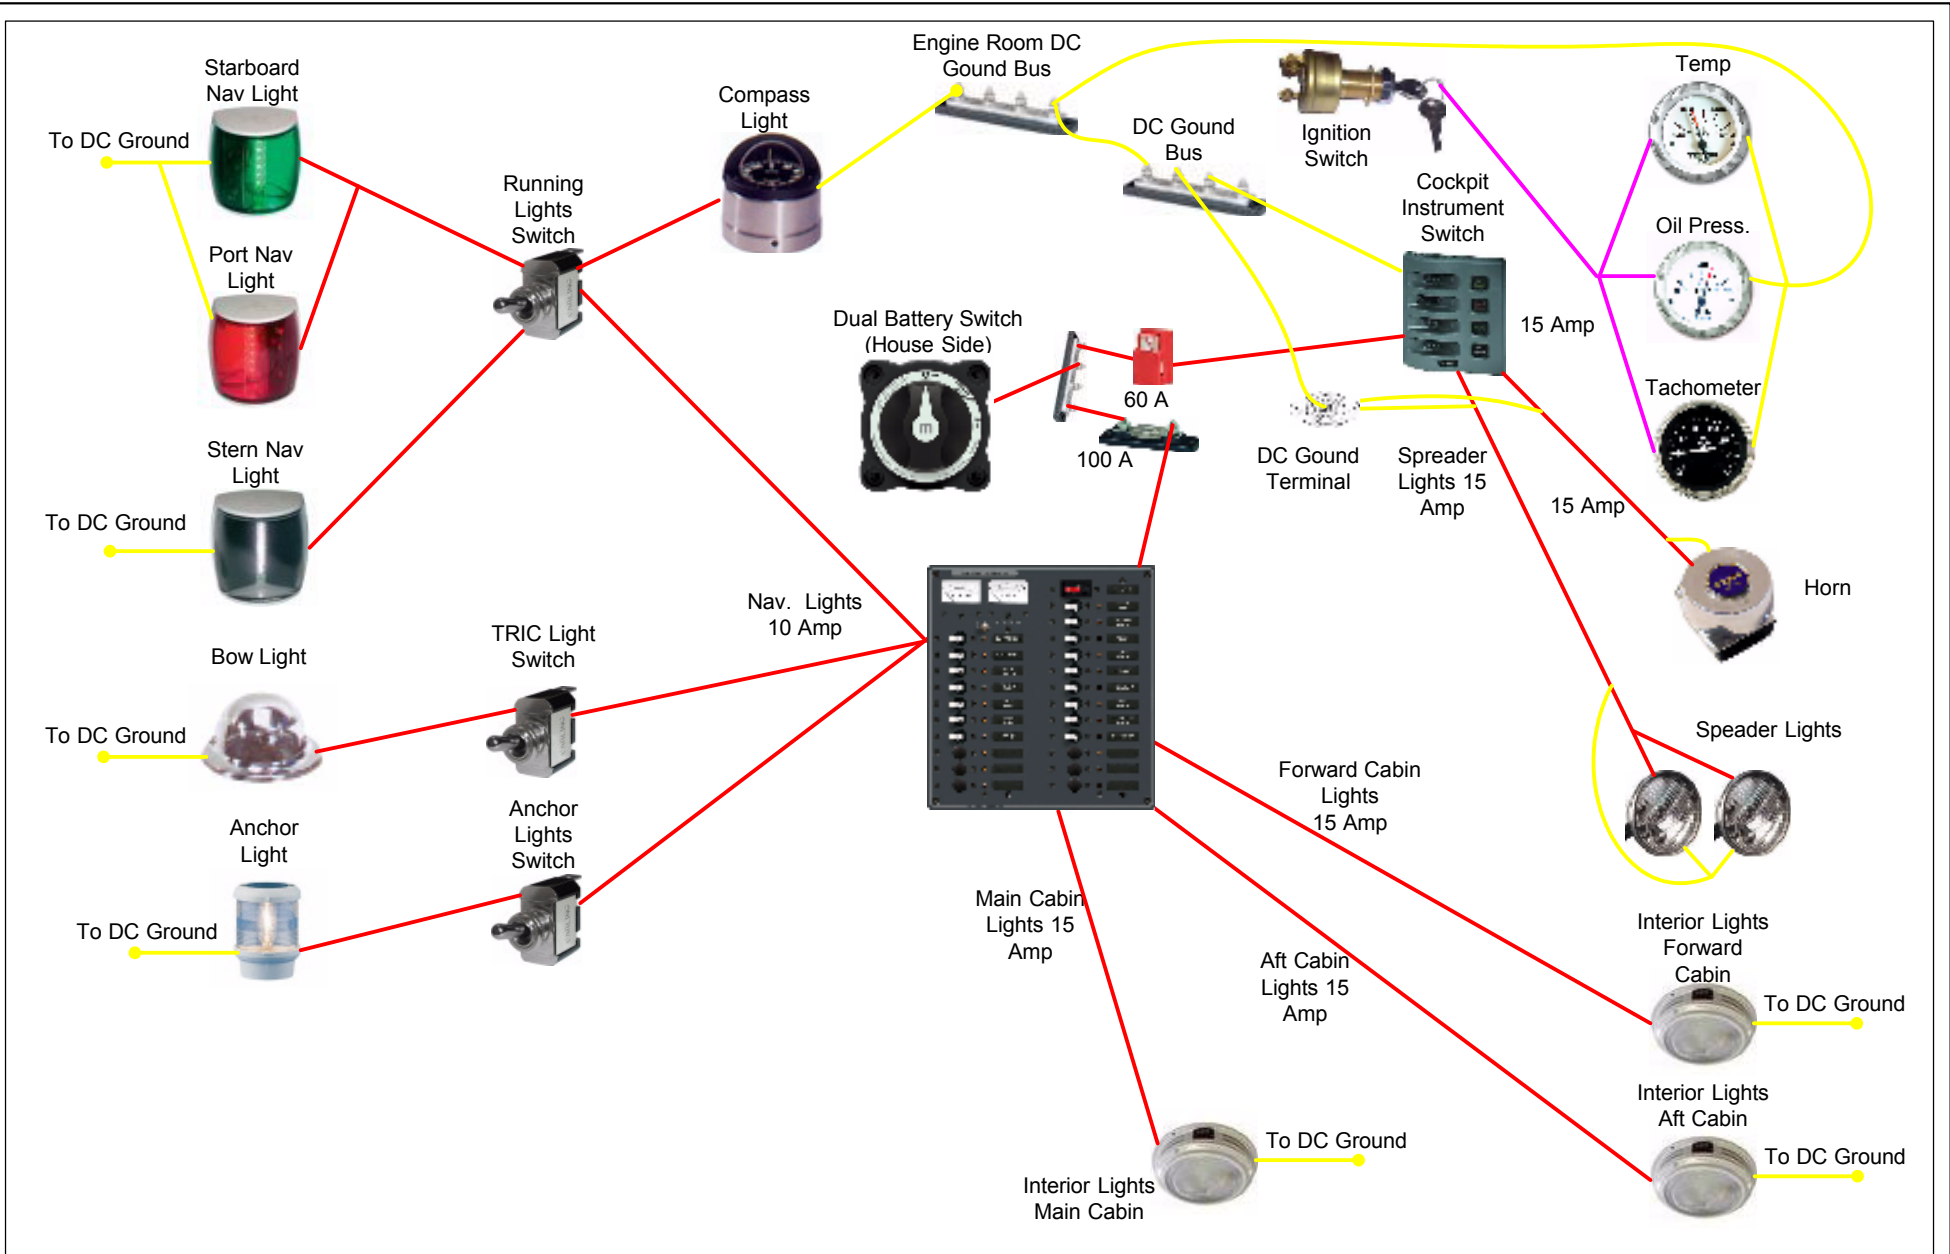 Starboard
Nav Light
To DC Ground
Port Nav
Light
Stern Nav
Light
To DC Ground
Bow Light
To DC Ground
Anchor
Light
To DC Ground
Running
Lights
Switch
TRIC Light
Switch
Anchor
Lights
Switch
Compass
Light
Nav. Lights
10 Amp
Engine Room DC
Gound Bus
DC Gound
Bus
Dual Battery Switch
(House Side)
60 A
100 A
DC Gound
Terminal
Ignition
Switch
Cockpit
Instrument
Switch
15 Amp
Spreader
Lights 15
Amp
15 Amp
Temp
Oil Press.
Tachometer
Horn
Speader Lights
Forward Cabin
Lights
15 Amp
Main Cabin
Lights 15
Amp
Aft Cabin
Lights 15
Amp
Interior Lights
Forward
Cabin
To DC Ground
Interior Lights
Aft Cabin
To DC Ground
Interior Lights
Main Cabin
To DC Ground